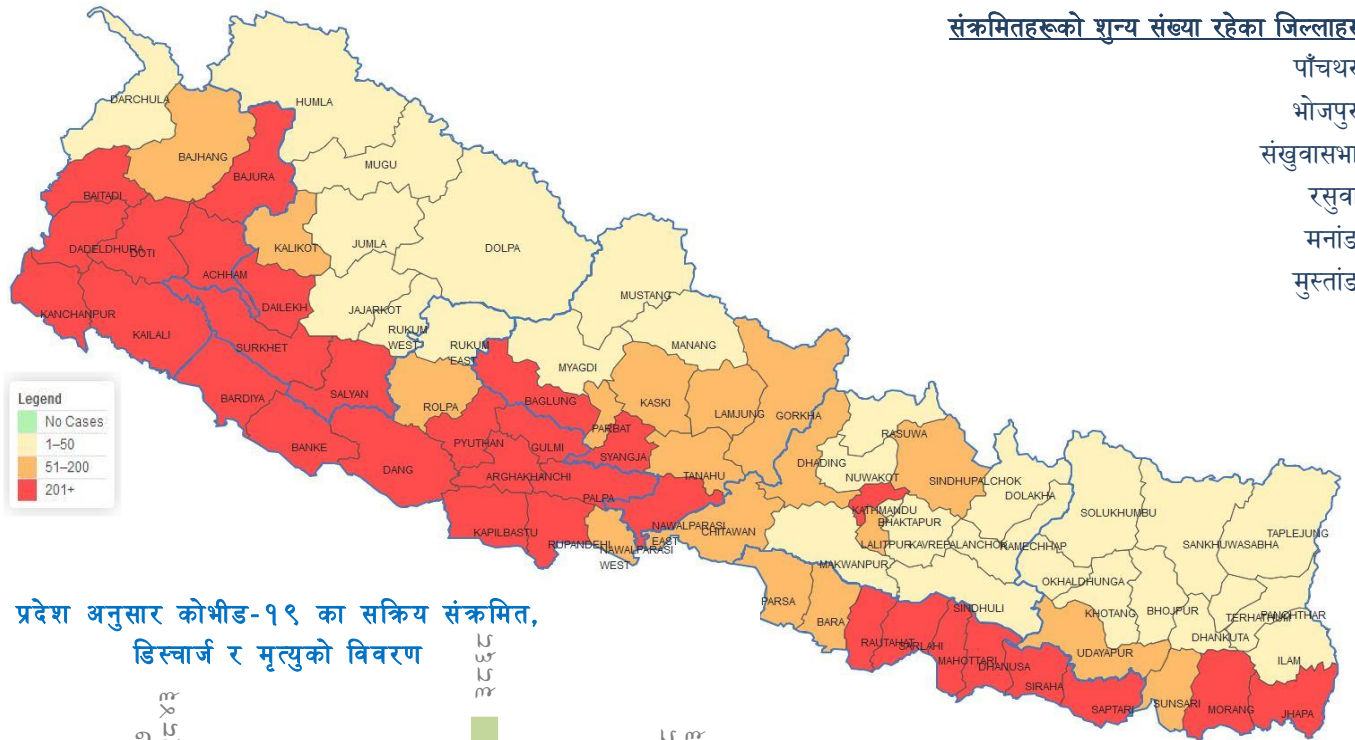 संक्रमितहरूको शुन्य संख्या रहेका जिल्लाहरू
पाँचथर
भोजपुर
संखुवासभा
रसुवा
मनांङ
मुस्तांङ
DARCHULA
HUMLA
BAJHANG
BAJURA
MUGU
BAITADI
DADELDHURA
DOTI
ACHHAM
KALIKOT
JUMLA
DOLPA
KANCHANPUR
KAILALI
DAILEKH
JAJARKOT
MUSTANG
SURKHET
RUKUM
WEST
RUKUM
EAST
MANANG
MYAGDI
BARDIYA
SALYAN
ROLPA
BAGLUNG
KASKI
LAMJUNG
GORKHA
BANKE
DANG
PYUTHAN
GULMI
PARBAT
SYANGJA
TANAHU
DHADING
RASUWA
NUWAKOT
SINDHUPALCHOK
DOLAKHA
ARGHAKHANCHI
PALPA
KAPILBASTU
RUPANDEHI
NAWALPARASI
EAST
NAWALPARASI
WEST
CHITAWAN
KATHMANDU
BHAKTAPUR
LALITPUR
KAVREPALANCHOK
RAMECHHAP
SOLUKHUMBU
SANKHUWASABHA
TAPLEJUNG
MAKWANPUR
OKHALDHUNGA
KHOTANG
BHOJPUR
TERHATHUM
PANCHTHAR
DHANKUTA
ILAM
PARSA
BARA
SINDHULI
RAUTAHAT
SARLAHI
MAHOTTARI
DHANUSA
SIRAHA
UDAYAPUR
SAPTARI
SUNSARI
MORANG
JHAPA
Legend
No Cases
1–50
51–200
201+
प्रदेश अनुसार कोभीड-१९ का सक्रिय संक्रमित,
डिस्चार्ज र मृत्युको विवरण